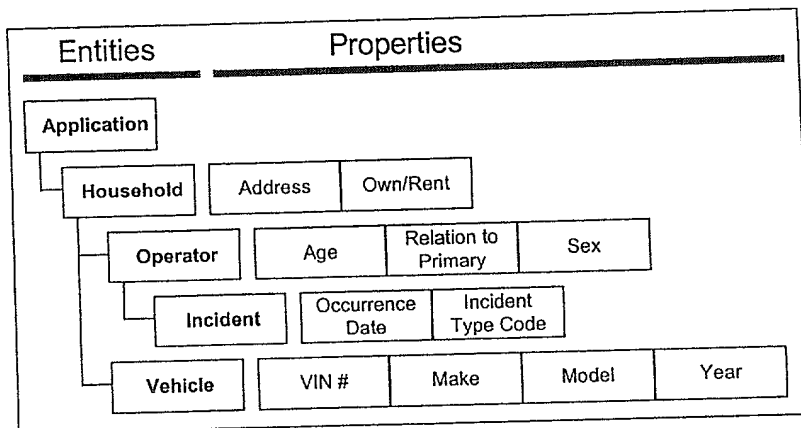 Entities Properties
Application
Household Address Own/Rent
Operator Age Relation to Primary Sex
Incident Occurrence Date Incident Type Code
Vehicle VIN # Make Model Year